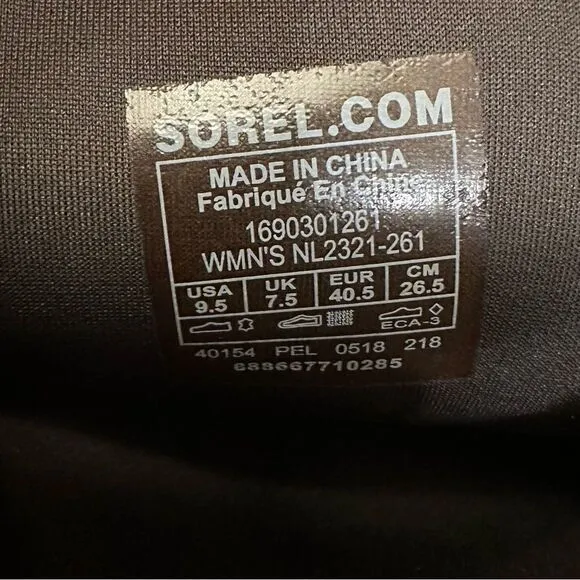 SOREL.COM
MADE IN CHINA
Fabriqué En Chine
1690301261
WMN'S NL2321-261
USA UK EUR CM
9.5 7.5 40.5 26.5
ECA-3
40154 PEL 0518 218
888667710285